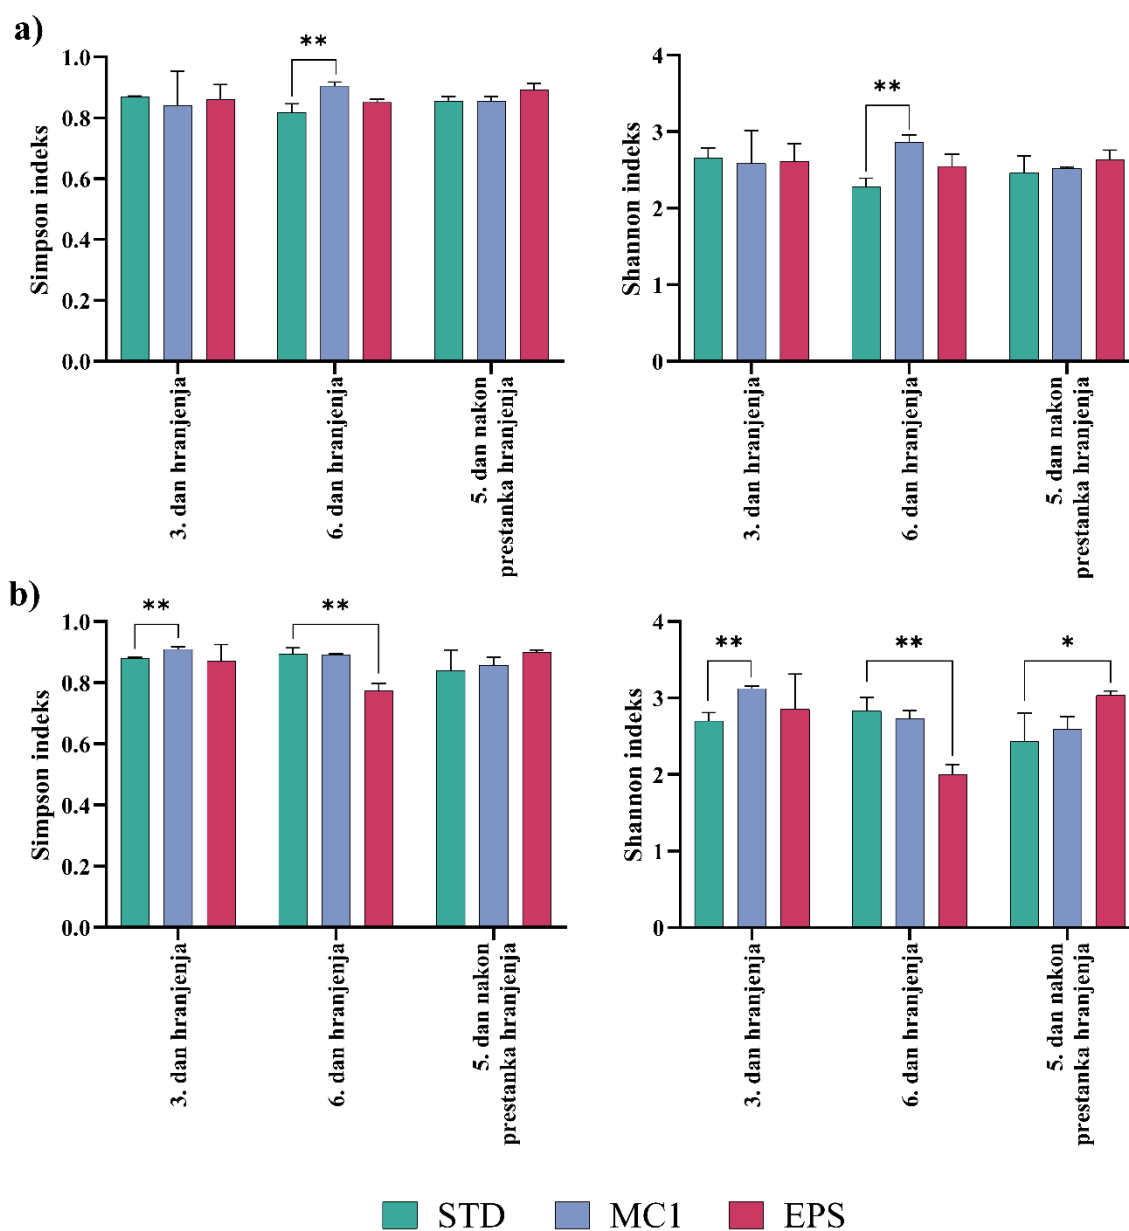 a)
Simpson indeks
1.0
0.8
0.6
0.4
0.2
0.0
**
3. dan hranjenja
6. dan hranjenja
5. dan nakon
prestanka hranjenja
Shannon indeks
4
3
2
1
0
**
3. dan hranjenja
6. dan hranjenja
5. dan nakon
prestanka hranjenja
b)
Simpson indeks
1.0
0.8
0.6
0.4
0.2
0.0
**
**
3. dan hranjenja
6. dan hranjenja
5. dan nakon
prestanka hranjenja
Shannon indeks
4
3
2
1
0
**
**
*
3. dan hranjenja
6. dan hranjenja
5. dan nakon
prestanka hranjenja
STD MC1 EPS